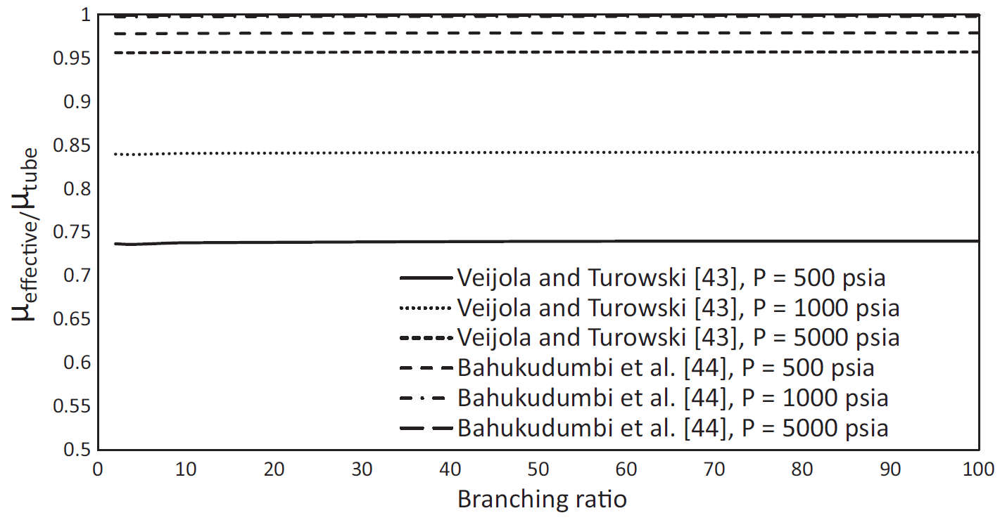 1
0.95
0.9
0.85
0.8
0.75
0.7
0.65
0.6
0.55
0.5
μeffective/μtube
Veijola and Turowski [43], P = 500 psia
Veijola and Turowski [43], P = 1000 psia
Veijola and Turowski [43], P = 5000 psia
Bahukudumbi et al. [44], P = 500 psia
Bahukudumbi et al. [44], P = 1000 psia
Bahukudumbi et al. [44], P = 5000 psia
0 10 20 30 40 50 60 70 80 90 100
Branching ratio